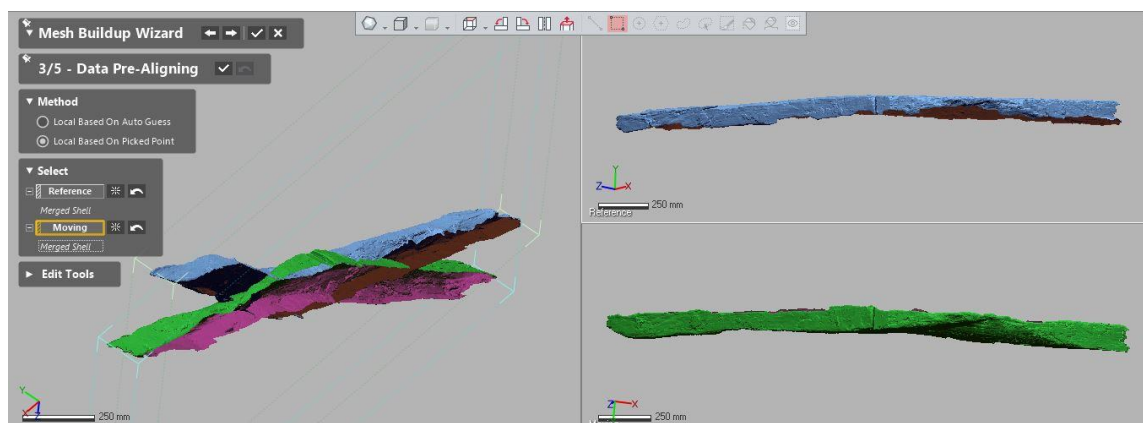 Mesh Buildup Wizard
3/5 - Data Pre-Aligning
Method
Local Based On Auto Guess
Local Based On Picked Point
Select
Reference
Merged Shell
Moving
Merged Shell
Edit Tools
Y
X
Z
250 mm
Y
Z
X
250 mm
Reference
Z
X
250 mm